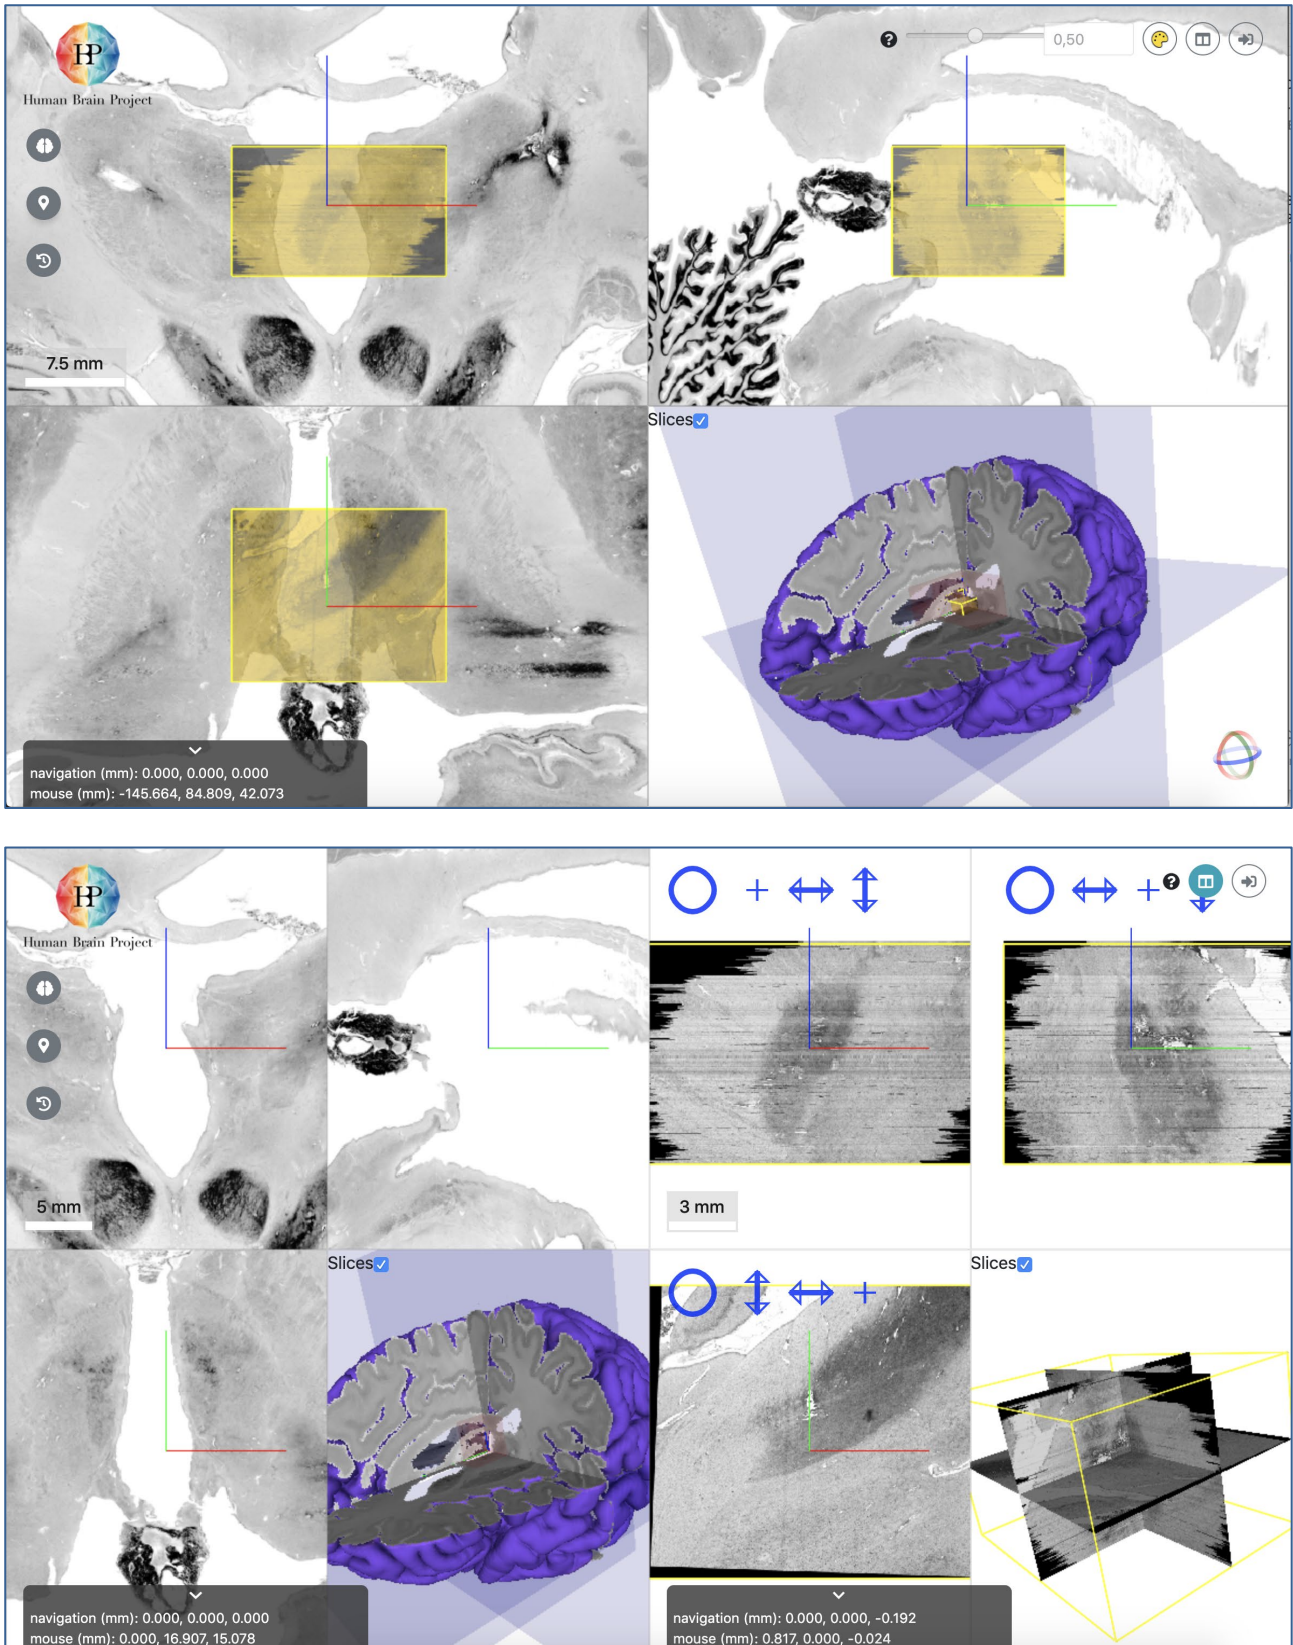 HP
Human Brain Project
?
0,50
7.5 mm
Slices
navigation (mm): 0.000, 0.000, 0.000
mouse (mm): -145.664, 84.809, 42.073
HP
Human Brain Project
?
5 mm
3 mm
Slices
Slices
navigation (mm): 0.000, 0.000, 0.000
mouse (mm): 0.000, 16.907, 15.078
navigation (mm): 0.000, 0.000, -0.192
mouse (mm): 0.817, 0.000, -0.024